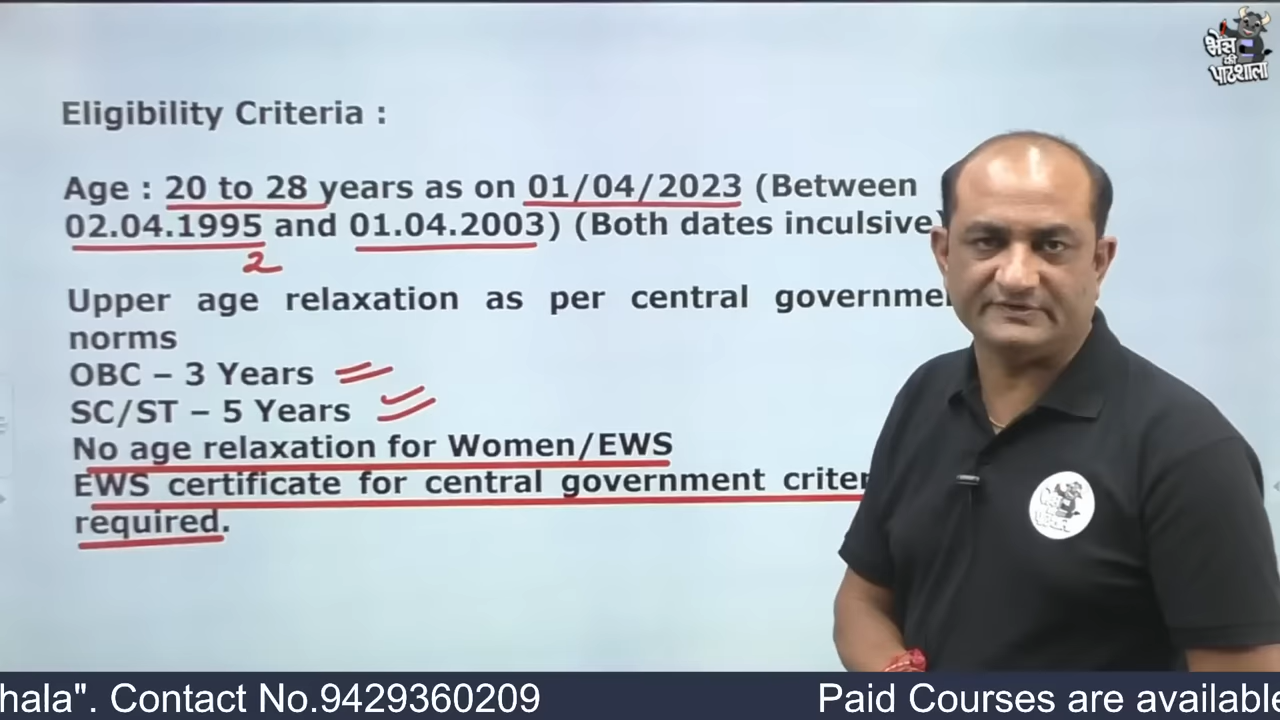 भैंस
की
पाठशाला
Eligibility Criteria :
Age : 20 to 28 years as on 01/04/2023 (Between
02.04.1995 and 01.04.2003) (Both dates inculsive)
2
Upper age relaxation as per central
norms
OBC – 3 Years
SC/ST – 5 Years
No age relaxation for Women/EWS
EWS certificate for central government
required.
hala". Contact No.9429360209
Paid Courses are available